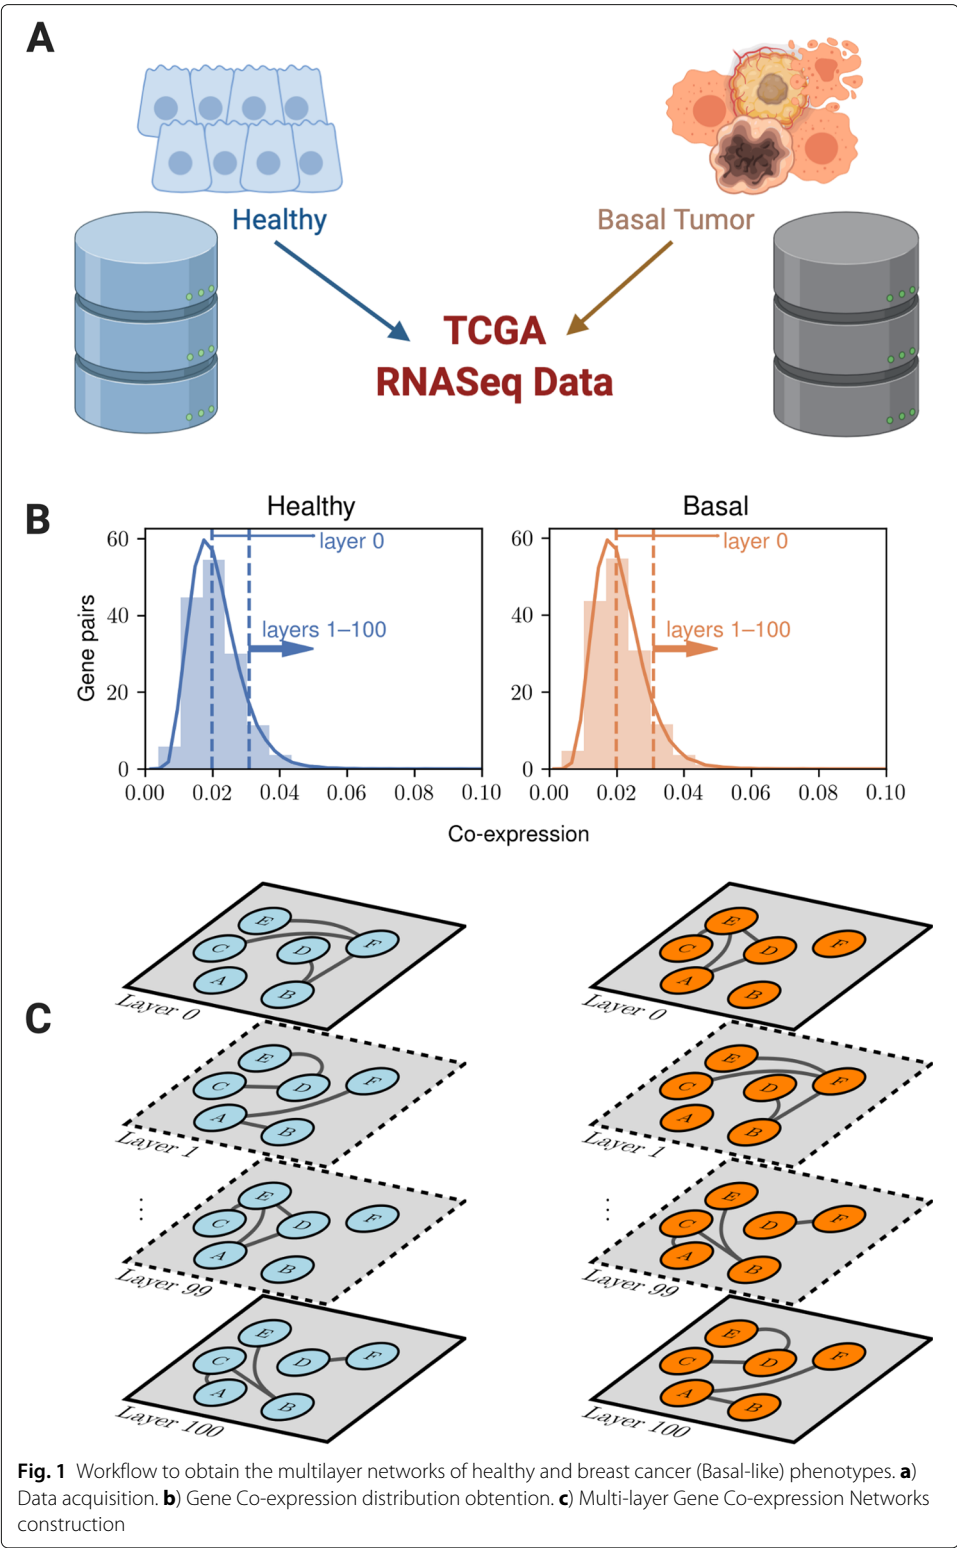 A
Healthy
Basal Tumor
TCGA
RNASeq Data
B
Healthy
Basal
60
40
20
0
Gene pairs
layer 0
layers 1–100
0.00 0.02 0.04 0.06 0.08 0.10
60
40
20
0
layer 0
layers 1–100
0.00 0.02 0.04 0.06 0.08 0.10
Co-expression
C
E
C
D
F
A
B
Layer 0
E
C
D
F
A
B
Layer 1
⋮
E
C
D
F
A
B
Layer 99
E
C
D
F
A
B
Layer 100
E
C
D
F
A
B
Layer 0
E
C
D
F
A
B
Layer 1
⋮
E
C
D
F
A
B
Layer 99
E
C
D
F
A
B
Layer 100
Fig. 1 Workflow to obtain the multilayer networks of healthy and breast cancer (Basal-like) phenotypes. a)
Data acquisition. b) Gene Co-expression distribution obtention. c) Multi-layer Gene Co-expression Networks
construction